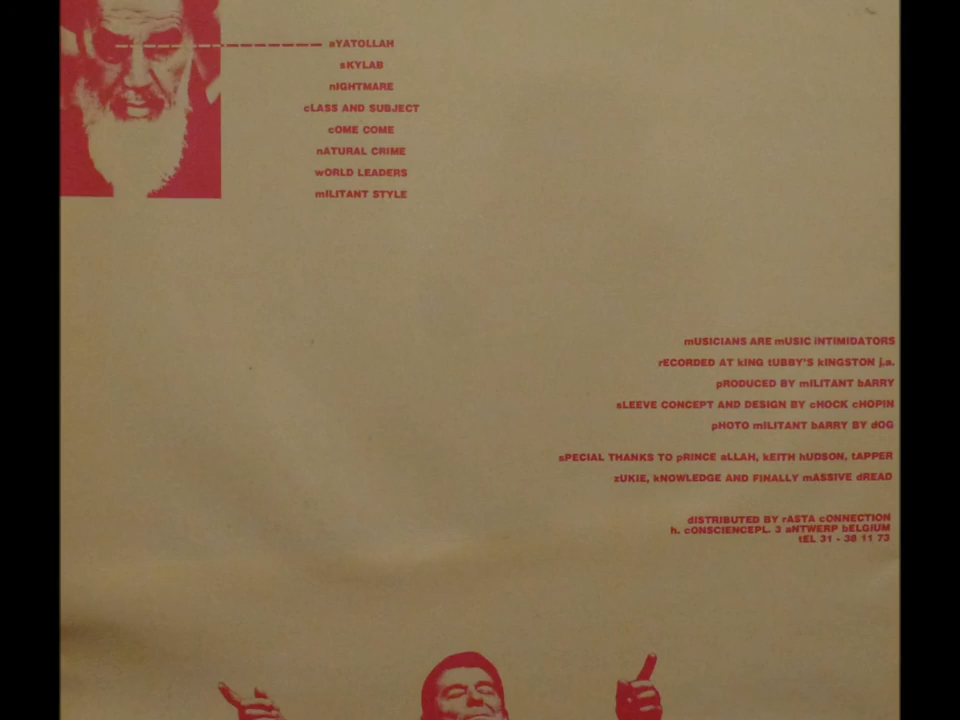 aYATOLLAH
sKYLAB
nIGHTMARE
cLASS AND SUBJECT
cOME COME
nATURAL CRIME
wORLD LEADERS
mILITANT STYLE
mUSICIANS ARE mUSIC iNTIMIDATORS
rECORDED AT kING tUBBY'S kINGSTON j.a.
pRODUCED BY mILITANT bARRY
sLEEVE CONCEPT AND DESIGN BY cHOCK cHOPIN
pHOTO mILITANT bARRY BY dOG
sPECIAL THANKS TO pRINCE aLLAH, kEITH hUDSON, tAPPER
zUKIE, kNOWLEDGE AND FINALLY mASSIVE dREAD
dISTRIBUTED BY rASTA cONNECTION
h. cONSCIENCEPL. 3 aNTWERP bELGIUM
tEL 31 - 38 11 73